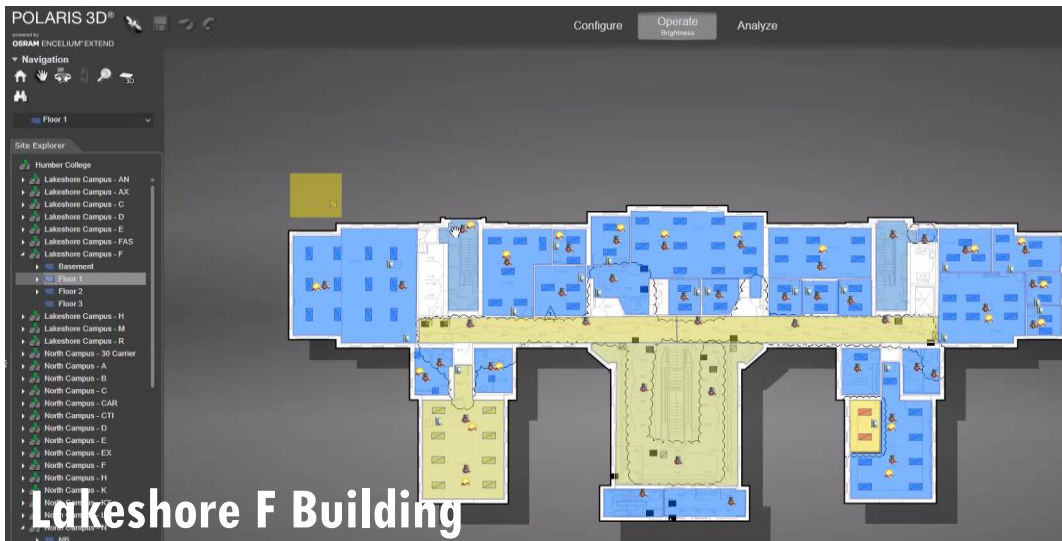 POLARIS 3D®
powered by
OSRAM ENCELIUM® EXTEND
Configure
Operate
Brightness
Analyze
Navigation
3D
Floor 1
Site Explorer
Humber College
Lakeshore Campus - AN
Lakeshore Campus - AX
Lakeshore Campus - C
Lakeshore Campus - D
Lakeshore Campus - E
Lakeshore Campus - FAS
Lakeshore Campus - F
Basement
Floor 1
Floor 2
Floor 3
Lakeshore Campus - H
Lakeshore Campus - M
Lakeshore Campus - R
North Campus - 30 Carrier
North Campus - A
North Campus - B
North Campus - C
North Campus - CAR
North Campus - CTI
North Campus - D
North Campus - E
North Campus - EX
North Campus - F
North Campus - H
North Campus - K
Lakeshore F Building
NB